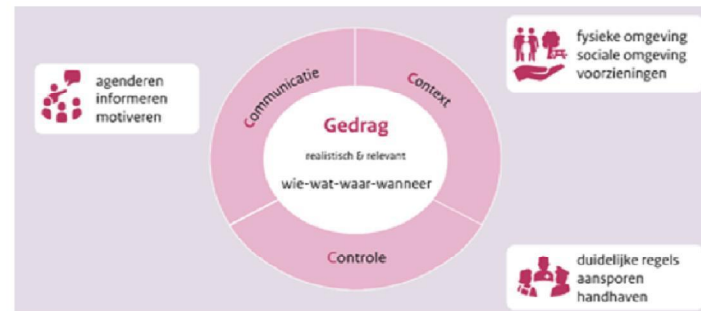 agenderen
informeren
motiveren
Communicatie
Context
fysieke omgeving
sociale omgeving
voorzieningen
Gedrag
realistisch & relevant
wie-wat-waar-wanneer
Controle
duidelijke regels
aansporen
handhaven